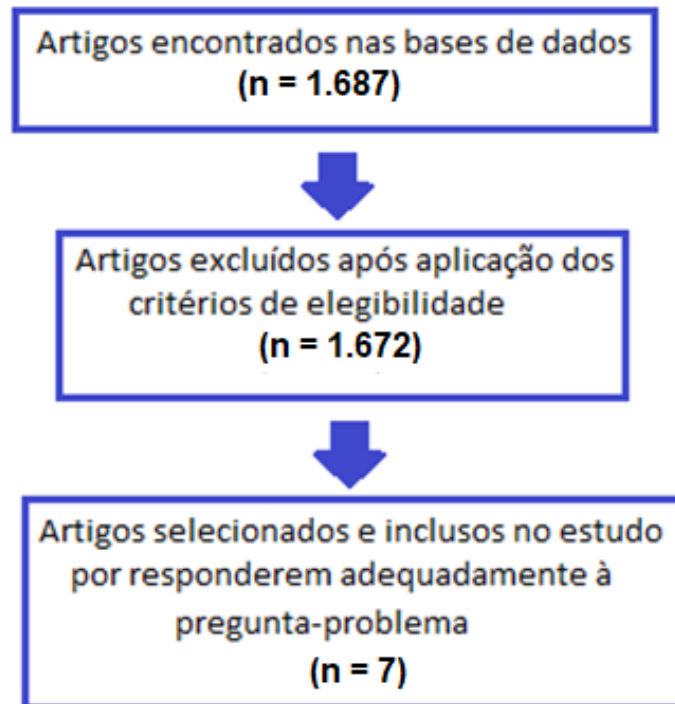 Artigos encontrados nas bases de dados
(n = 1.687)
Artigos excluídos após aplicação dos
critérios de elegibilidade
(n = 1.672)
Artigos selecionados e inclusos no estudo
por responderem adequadamente à
pregunta-problema
(n = 7)